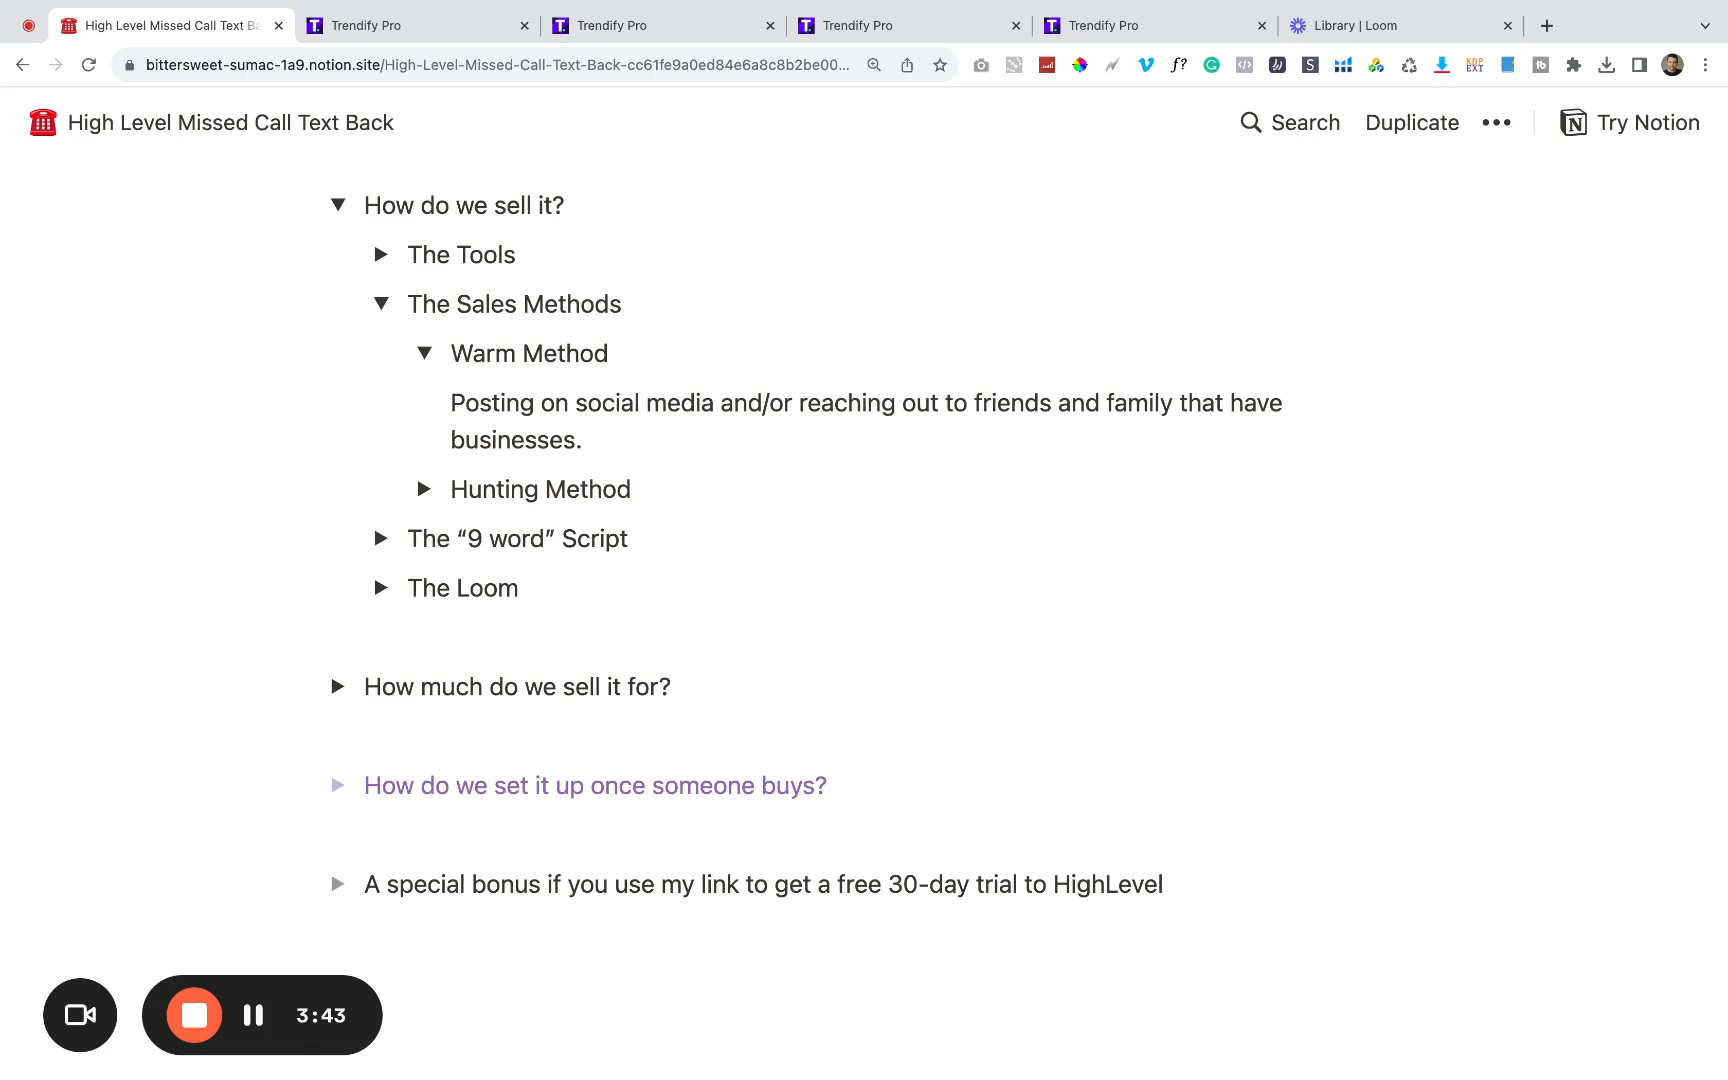 High Level Missed Call Text Ba
Trendify Pro
Trendify Pro
Trendify Pro
Trendify Pro
Library | Loom
bittersweet-sumac-1a9.notion.site/High-Level-Missed-Call-Text-Back-cc61fe9a0ed84e6a8c8b2be00...
High Level Missed Call Text Back
Search
Duplicate
Try Notion
How do we sell it?
The Tools
The Sales Methods
Warm Method
Posting on social media and/or reaching out to friends and family that have
businesses.
Hunting Method
The “9 word” Script
The Loom
How much do we sell it for?
How do we set it up once someone buys?
A special bonus if you use my link to get a free 30-day trial to HighLevel
3:43